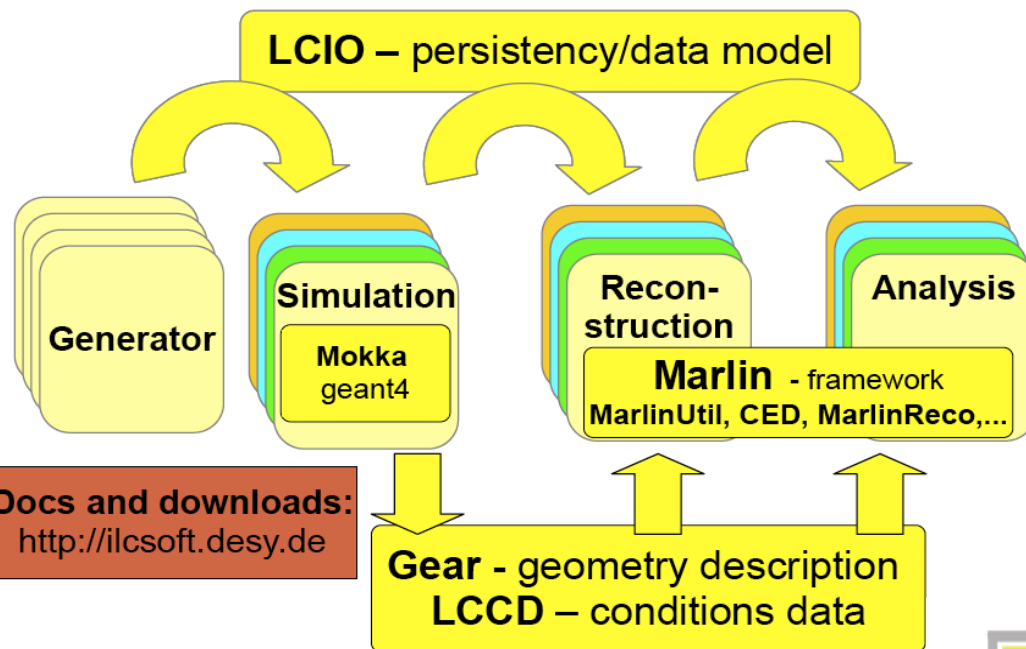 LCIO – persistency/data model
Generator
Simulation
Mokka
geant4
Recon-
struction
Analysis
Marlin - framework
MarlinUtil, CED, MarlinReco,...
Docs and downloads:
http://ilcsoft.desy.de
Gear - geometry description
LCCD – conditions data